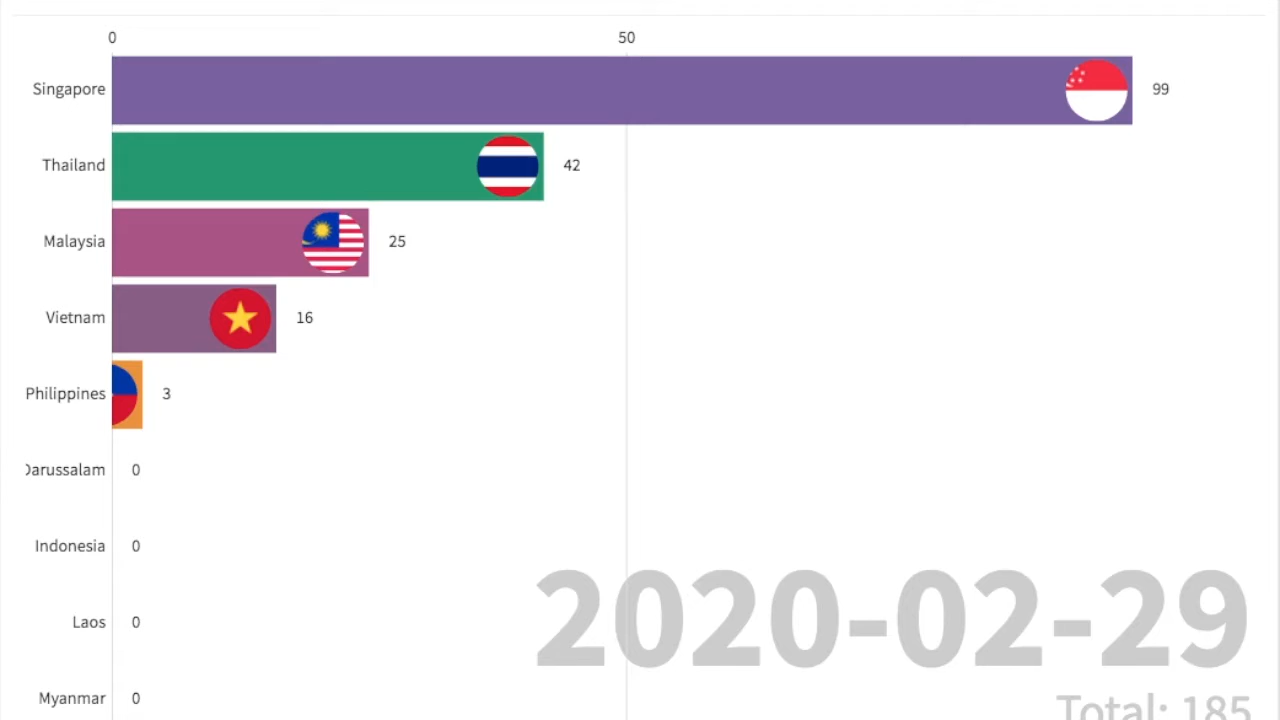 0 50
Singapore 99
Thailand 42
Malaysia 25
Vietnam 16
Philippines 3
Darussalam 0
Indonesia 0
Laos 0
Myanmar 0
2020-02-29
Total: 185